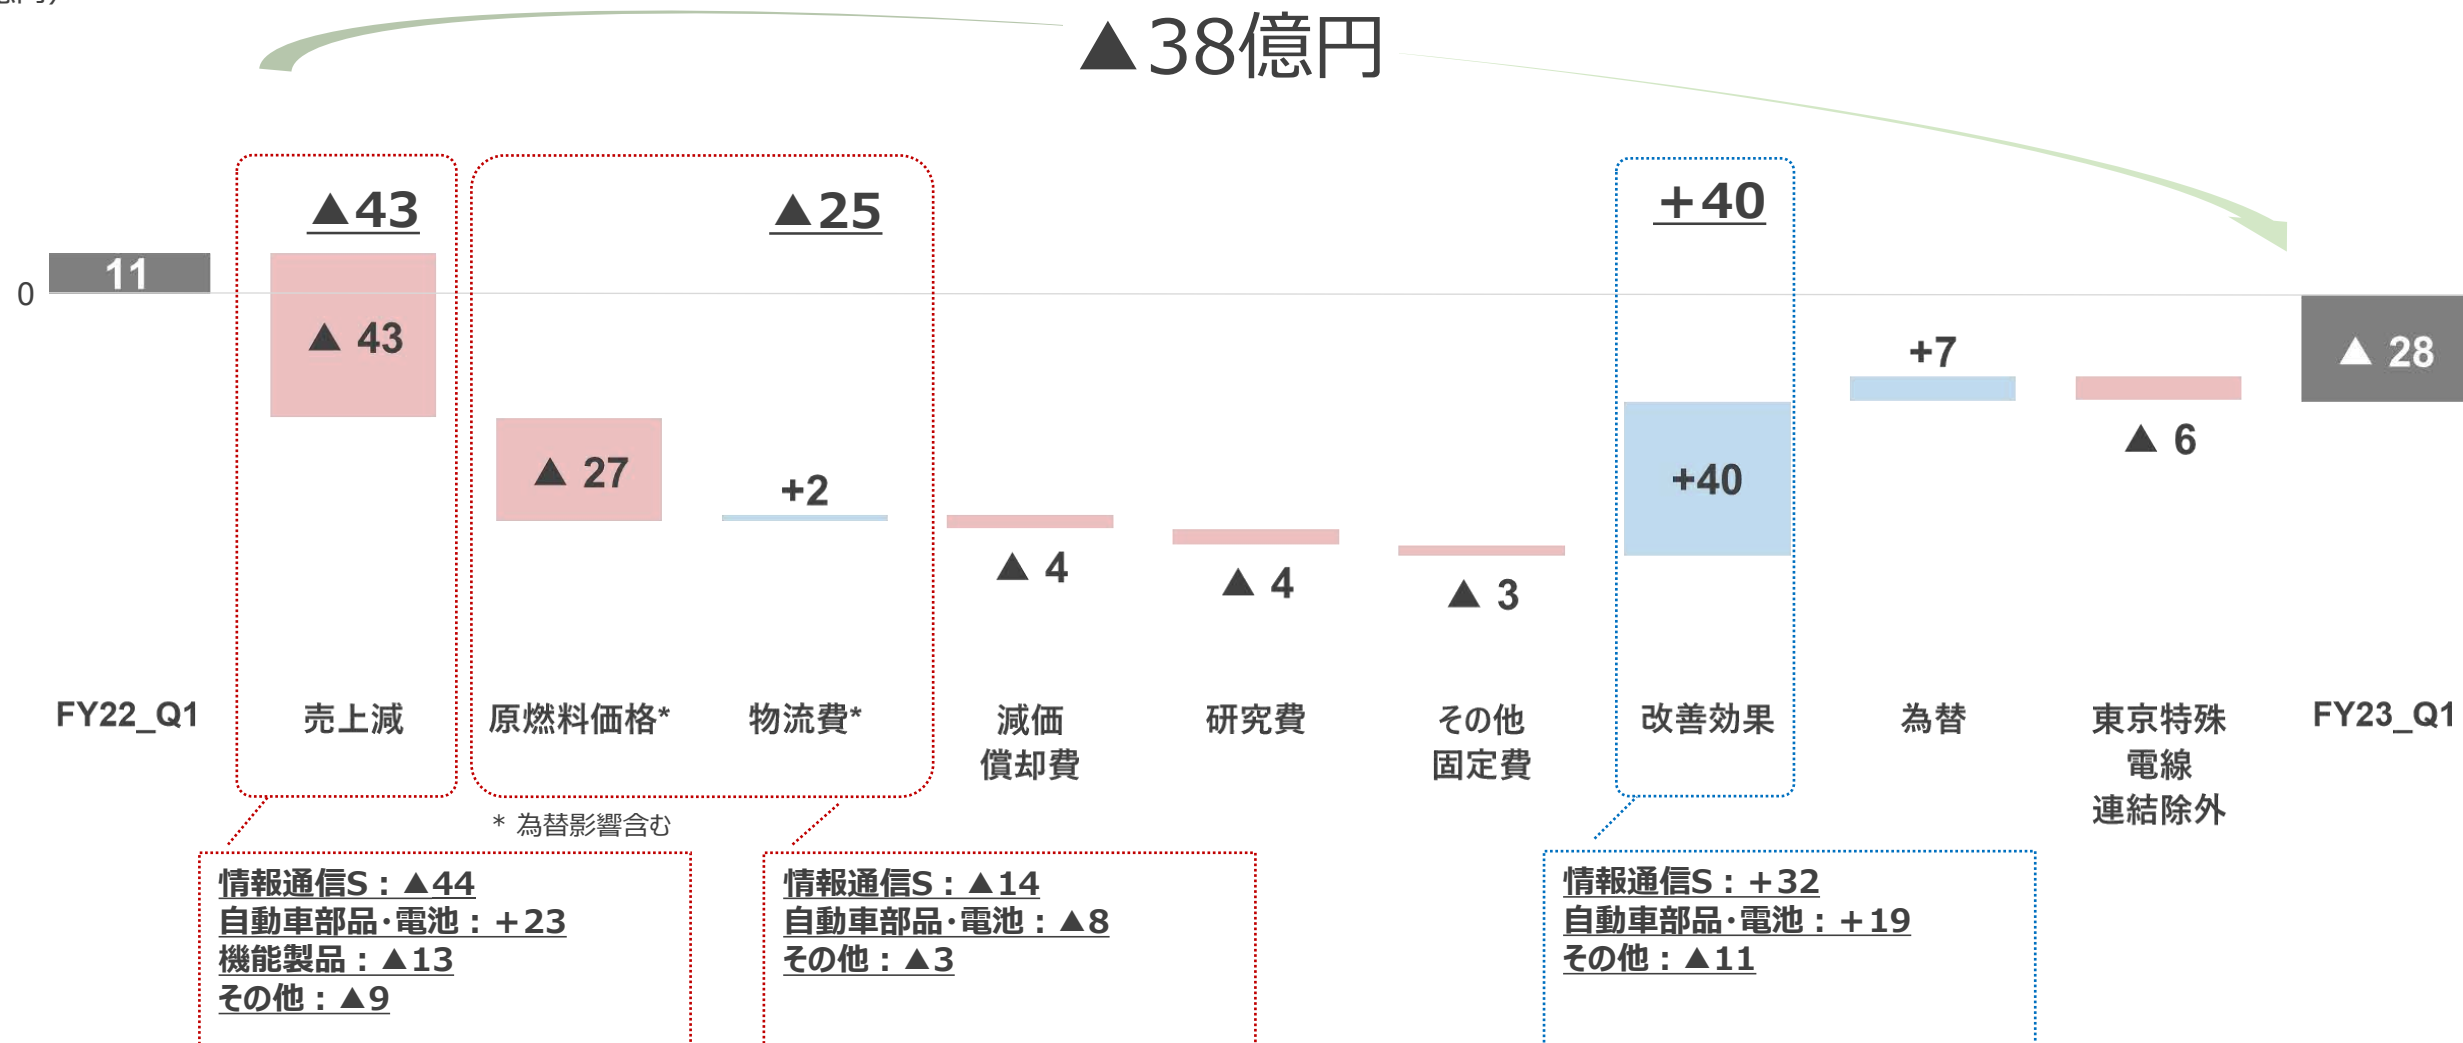 ▲38億円
▲43
▲25
+40
11
0
▲ 43
▲ 27
+2
▲ 4
▲ 4
▲ 3
+40
+7
▲ 6
▲ 28
FY22_Q1
売上減
原燃料価格*
物流費*
減価
償却費
研究費
その他
固定費
改善効果
為替
東京特殊
電線
連結除外
FY23_Q1
* 為替影響含む
情報通信S：▲44
自動車部品･電池：+23
機能製品：▲13
その他：▲9
情報通信S：▲14
自動車部品･電池：▲8
その他：▲3
情報通信S：+32
自動車部品･電池：+19
その他：▲11